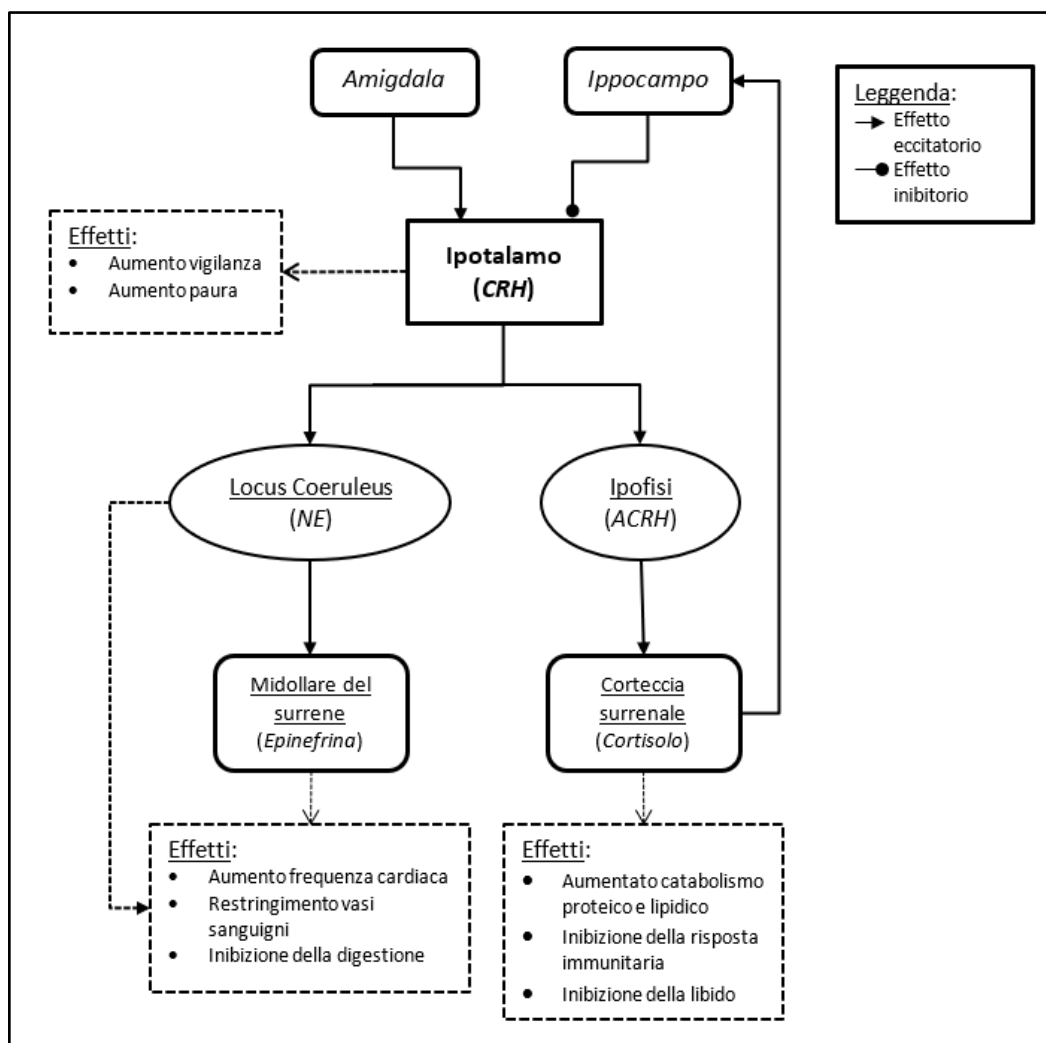 Amigdala
Ippocampo
Leggenda:
Effetto
eccitatorio
Effetto
inibitorio
Effetti:
• Aumento vigilanza
• Aumento paura
Ipotalamo
(CRH)
Locus Coeruleus
(NE)
Ipofisi
(ACRH)
Midollare del
surrene
(Epinefrina)
Corteccia
surrenale
(Cortisolo)
Effetti:
• Aumento frequenza cardiaca
• Restringimento vasi
sanguigni
• Inibizione della digestione
Effetti:
• Aumentato catabolismo
proteico e lipidico
• Inibizione della risposta
immunitaria
• Inibizione della libido